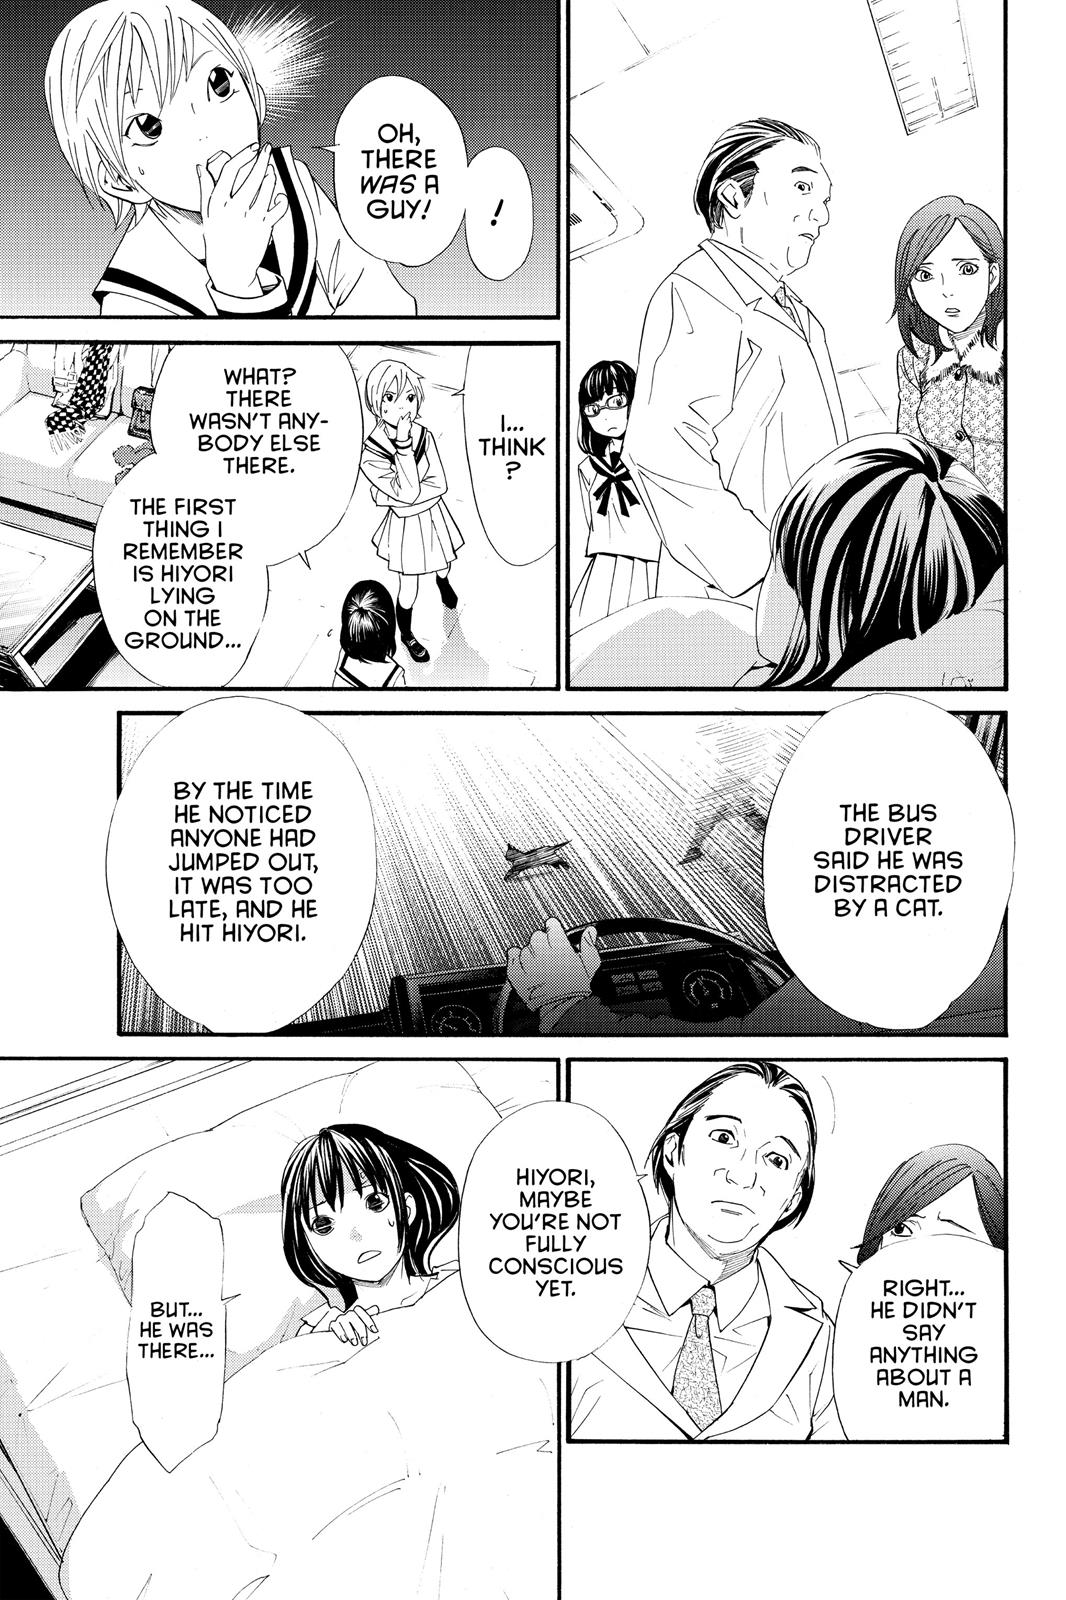 !
OH,
THERE
WAS A
GUY!
I...
THINK
?
WHAT?
THERE
WASN'T ANY-
BODY ELSE
THERE.
THE FIRST
THING I
REMEMBER
IS HIYORI
LYING
ON THE
GROUND...
THE BUS
DRIVER
SAID HE WAS
DISTRACTED
BY A CAT.
BY THE TIME
HE NOTICED
ANYONE HAD
JUMPED OUT,
IT WAS TOO
LATE, AND HE
HIT HIYORI.
RIGHT...
HE DIDN'T
SAY
ANYTHING
ABOUT A
MAN.
HIYORI,
MAYBE
YOU'RE NOT
FULLY
CONSCIOUS
YET.
BUT...
HE WAS
THERE...